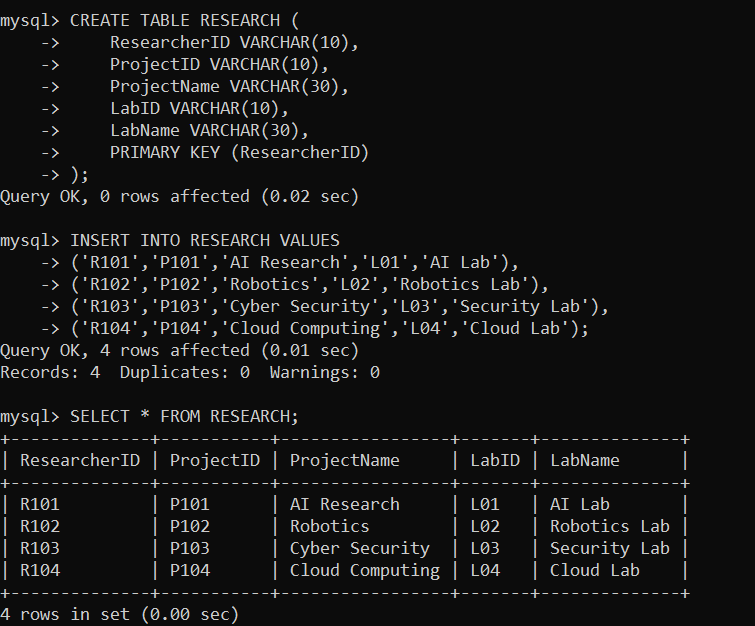 mysql> CREATE TABLE RESEARCH (
    ->     ResearcherID VARCHAR(10),
    ->     ProjectID VARCHAR(10),
    ->     ProjectName VARCHAR(30),
    ->     LabID VARCHAR(10),
    ->     LabName VARCHAR(30),
    ->     PRIMARY KEY (ResearcherID)
    -> );
Query OK, 0 rows affected (0.02 sec)

mysql> INSERT INTO RESEARCH VALUES
    -> ('R101','P101','AI Research','L01','AI Lab'),
    -> ('R102','P102','Robotics','L02','Robotics Lab'),
    -> ('R103','P103','Cyber Security','L03','Security Lab'),
    -> ('R104','P104','Cloud Computing','L04','Cloud Lab');
Query OK, 4 rows affected (0.01 sec)
Records: 4  Duplicates: 0  Warnings: 0

mysql> SELECT * FROM RESEARCH;
+--------------+-----------+-----------------+-------+--------------+
| ResearcherID | ProjectID | ProjectName     | LabID | LabName      |
+--------------+-----------+-----------------+-------+--------------+
| R101         | P101      | AI Research     | L01   | AI Lab       |
| R102         | P102      | Robotics        | L02   | Robotics Lab |
| R103         | P103      | Cyber Security  | L03   | Security Lab |
| R104         | P104      | Cloud Computing | L04   | Cloud Lab    |
+--------------+-----------+-----------------+-------+--------------+
4 rows in set (0.00 sec)